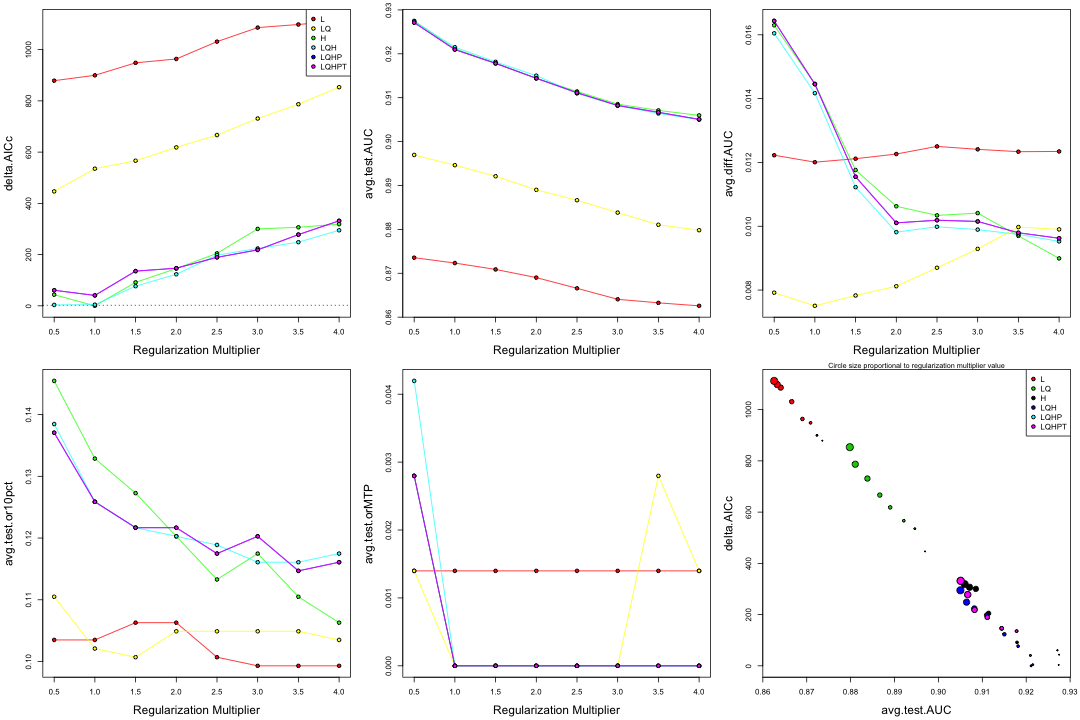 delta.AICc
0
200
400
600
800
1000
0.5 1.0 1.5 2.0 2.5 3.0 3.5 4.0
Regularization Multiplier
L
LQ
H
LQH
LQHP
LQHPT
avg.test.AUC
0.86
0.87
0.88
0.89
0.90
0.91
0.92
0.93
0.5 1.0 1.5 2.0 2.5 3.0 3.5 4.0
Regularization Multiplier
avg.diff.AUC
0.008
0.010
0.012
0.014
0.016
0.5 1.0 1.5 2.0 2.5 3.0 3.5 4.0
Regularization Multiplier
avg.test.or10pct
0.10
0.11
0.12
0.13
0.14
0.5 1.0 1.5 2.0 2.5 3.0 3.5 4.0
Regularization Multiplier
avg.test.orMTP
0.000
0.001
0.002
0.003
0.004
0.5 1.0 1.5 2.0 2.5 3.0 3.5 4.0
Regularization Multiplier
Circle size proportional to regularization multiplier value
delta.AICc
0
200
400
600
800
1000
0.86 0.87 0.88 0.89 0.90 0.91 0.92 0.93
avg.test.AUC
L
LQ
H
LQH
LQHP
LQHPT